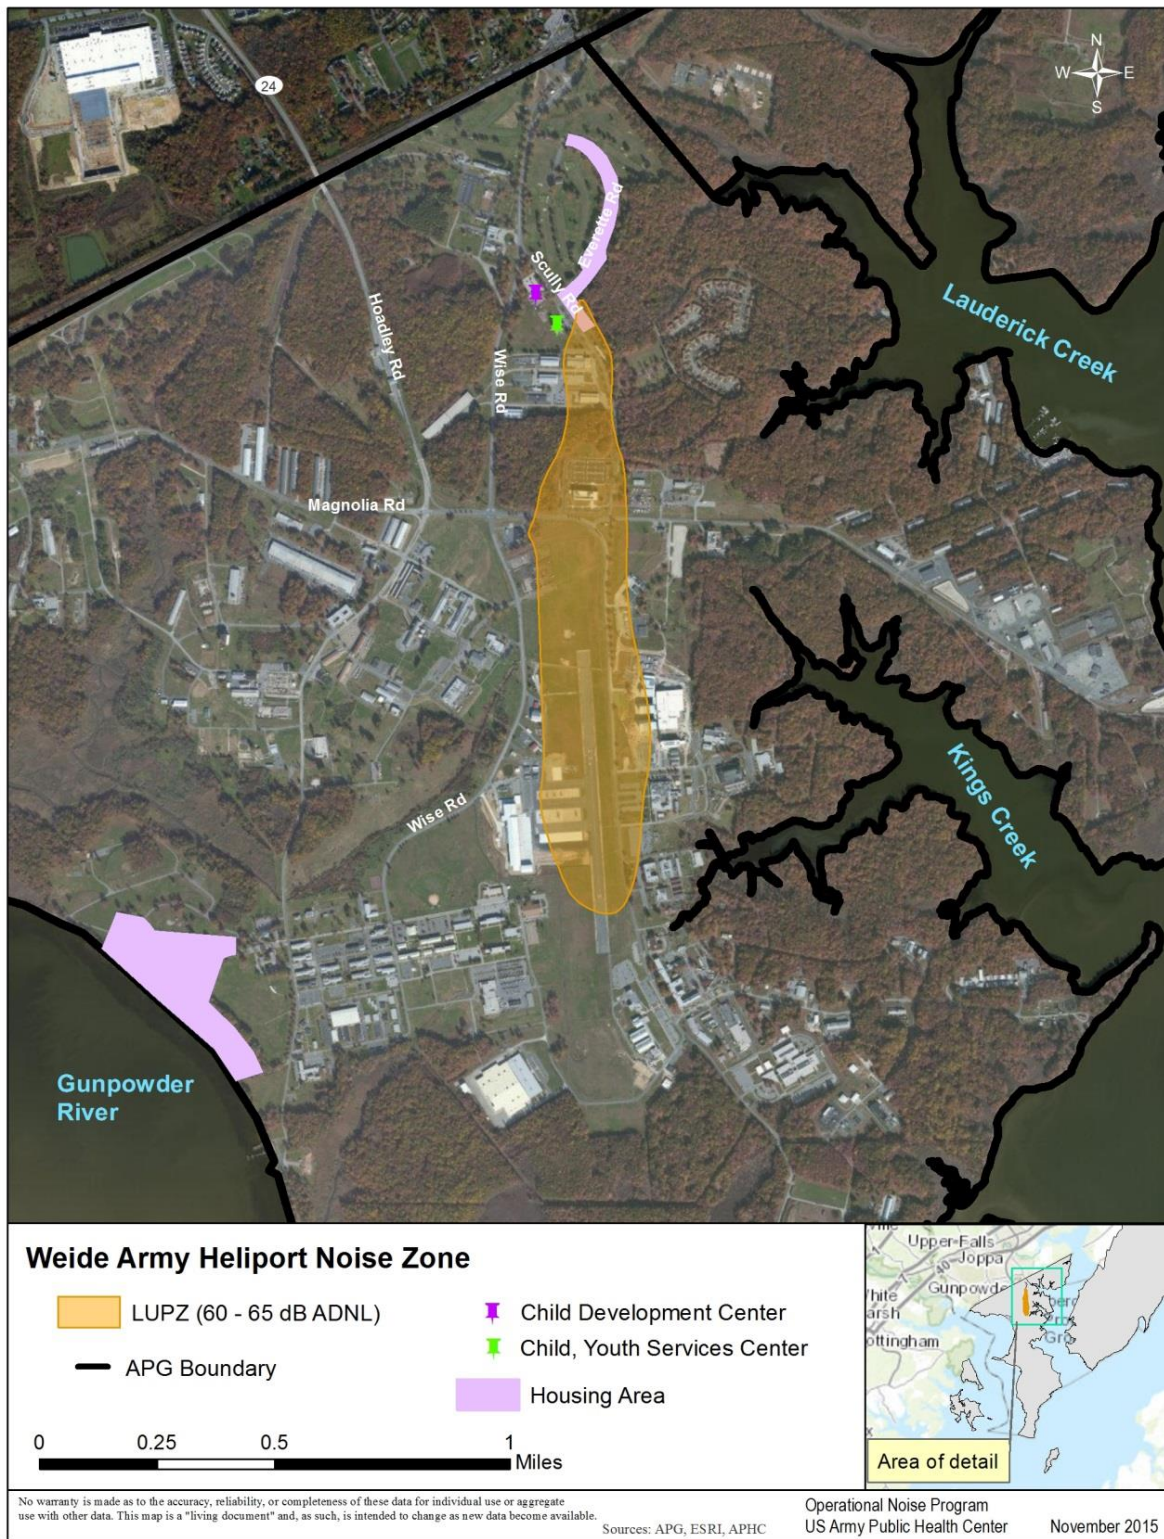 24
N
W E
S
Everette Rd
Scully Rd
Lauderick Creek
Hoadley Rd
Wise Rd
Magnolia Rd
Kings Creek
Wise Rd
Gunpowder
River
Weide Army Heliport Noise Zone
LUPZ (60 - 65 dB ADNL)
APG Boundary
Child Development Center
Child, Youth Services Center
Housing Area
0 0.25 0.5 1
Miles
Upper-Falls
Joppa
40
Gunpowde
7
1
ottingham
Area of detail
No warranty is made as to the accuracy, reliability, or completeness of these data for individual use or aggregate
use with other data. This map is a "living document" and, as such, is intended to change as new data become available.
Sources: APG, ESRI, APHC
Operational Noise Program
US Army Public Health Center
November 2015